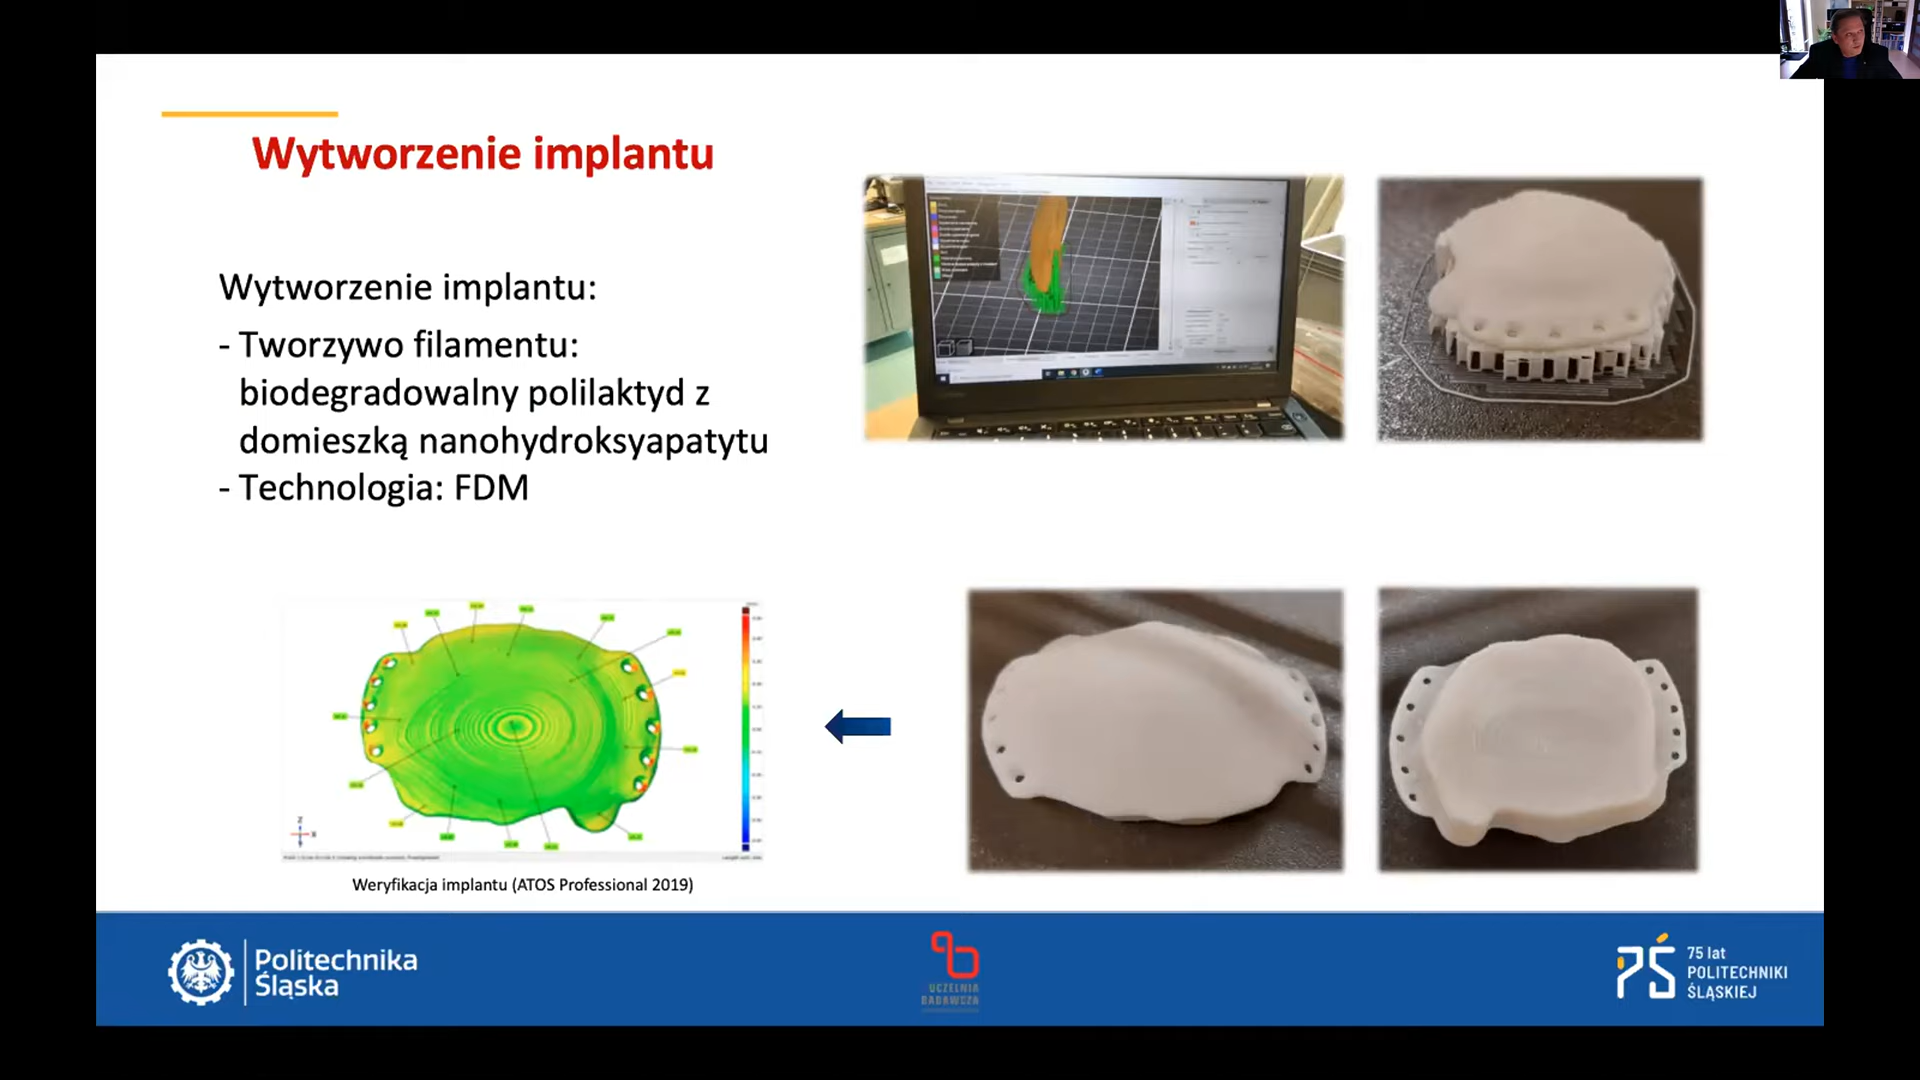 Wytworzenie implantu
Wytworzenie implantu:
- Tworzywo filamentu:
biodegradowalny polilaktyd z
domieszką nanohydroksyapatytu
- Technologia: FDM
Weryfikacja implantu (ATOS Professional 2019)
Politechnika
Śląska
UCZELNIA
BADAWCZA
75 lat
POLITECHNIKI
ŚLĄSKIEJ